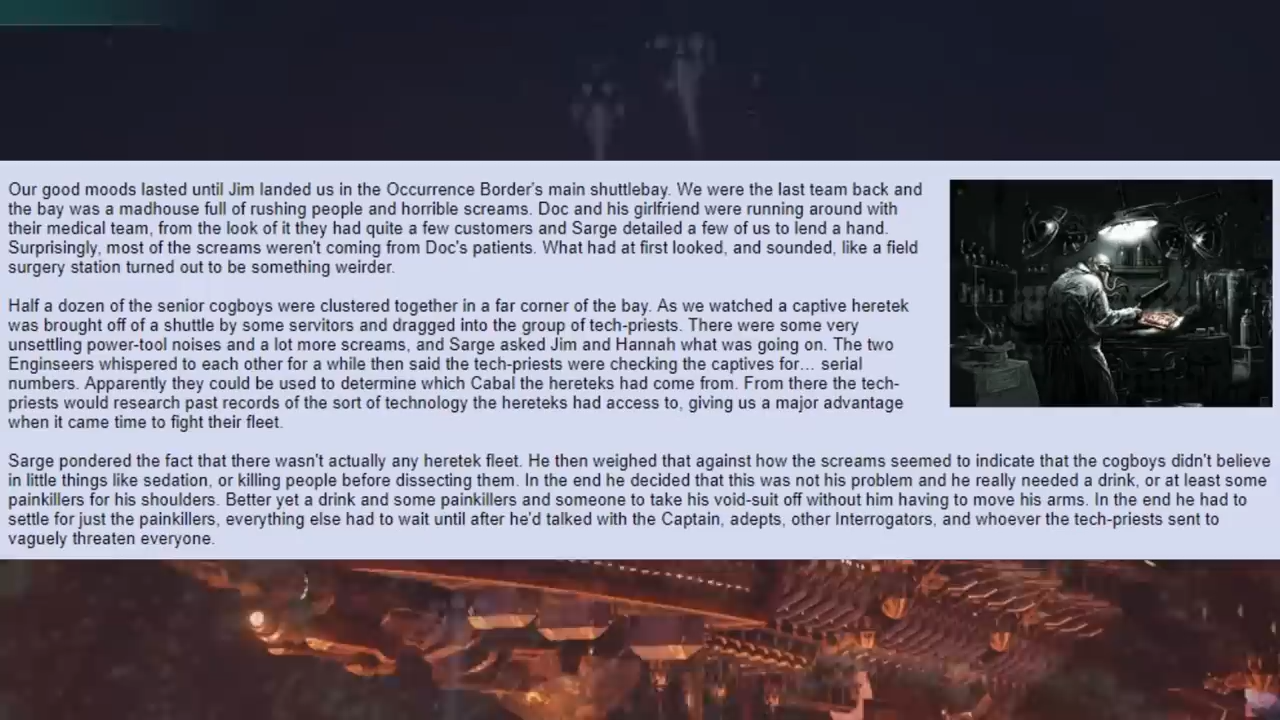 Our good moods lasted until Jim landed us in the Occurrence Border's main shuttlebay. We were the last team back and
the bay was a madhouse full of rushing people and horrible screams. Doc and his girlfriend were running around with
their medical team, from the look of it they had quite a few customers and Sarge detailed a few of us to lend a hand.
Surprisingly, most of the screams weren't coming from Doc's patients. What had at first looked, and sounded, like a field
surgery station turned out to be something weirder.
Half a dozen of the senior cogboys were clustered together in a far corner of the bay. As we watched a captive heretek
was brought off of a shuttle by some servitors and dragged into the group of tech-priests. There were some very
unsettling power-tool noises and a lot more screams, and Sarge asked Jim and Hannah what was going on. The two
Enginseers whispered to each other for a while then said the tech-priests were checking the captives for... serial
numbers. Apparently they could be used to determine which Cabal the hereteks had come from. From there the tech-
priests would research past records of the sort of technology the hereteks had access to, giving us a major advantage
when it came time to fight their fleet.
Sarge pondered the fact that there wasn't actually any heretek fleet. He then weighed that against how the screams seemed to indicate that the cogboys didn't believe
in little things like sedation, or killing people before dissecting them. In the end he decided that this was not his problem and he really needed a drink, or at least some
painkillers for his shoulders. Better yet a drink and some painkillers and someone to take his void-suit off without him having to move his arms. In the end he had to
settle for just the painkillers, everything else had to wait until after he'd talked with the Captain, adepts, other Interrogators, and whoever the tech-priests sent to
vaguely threaten everyone.